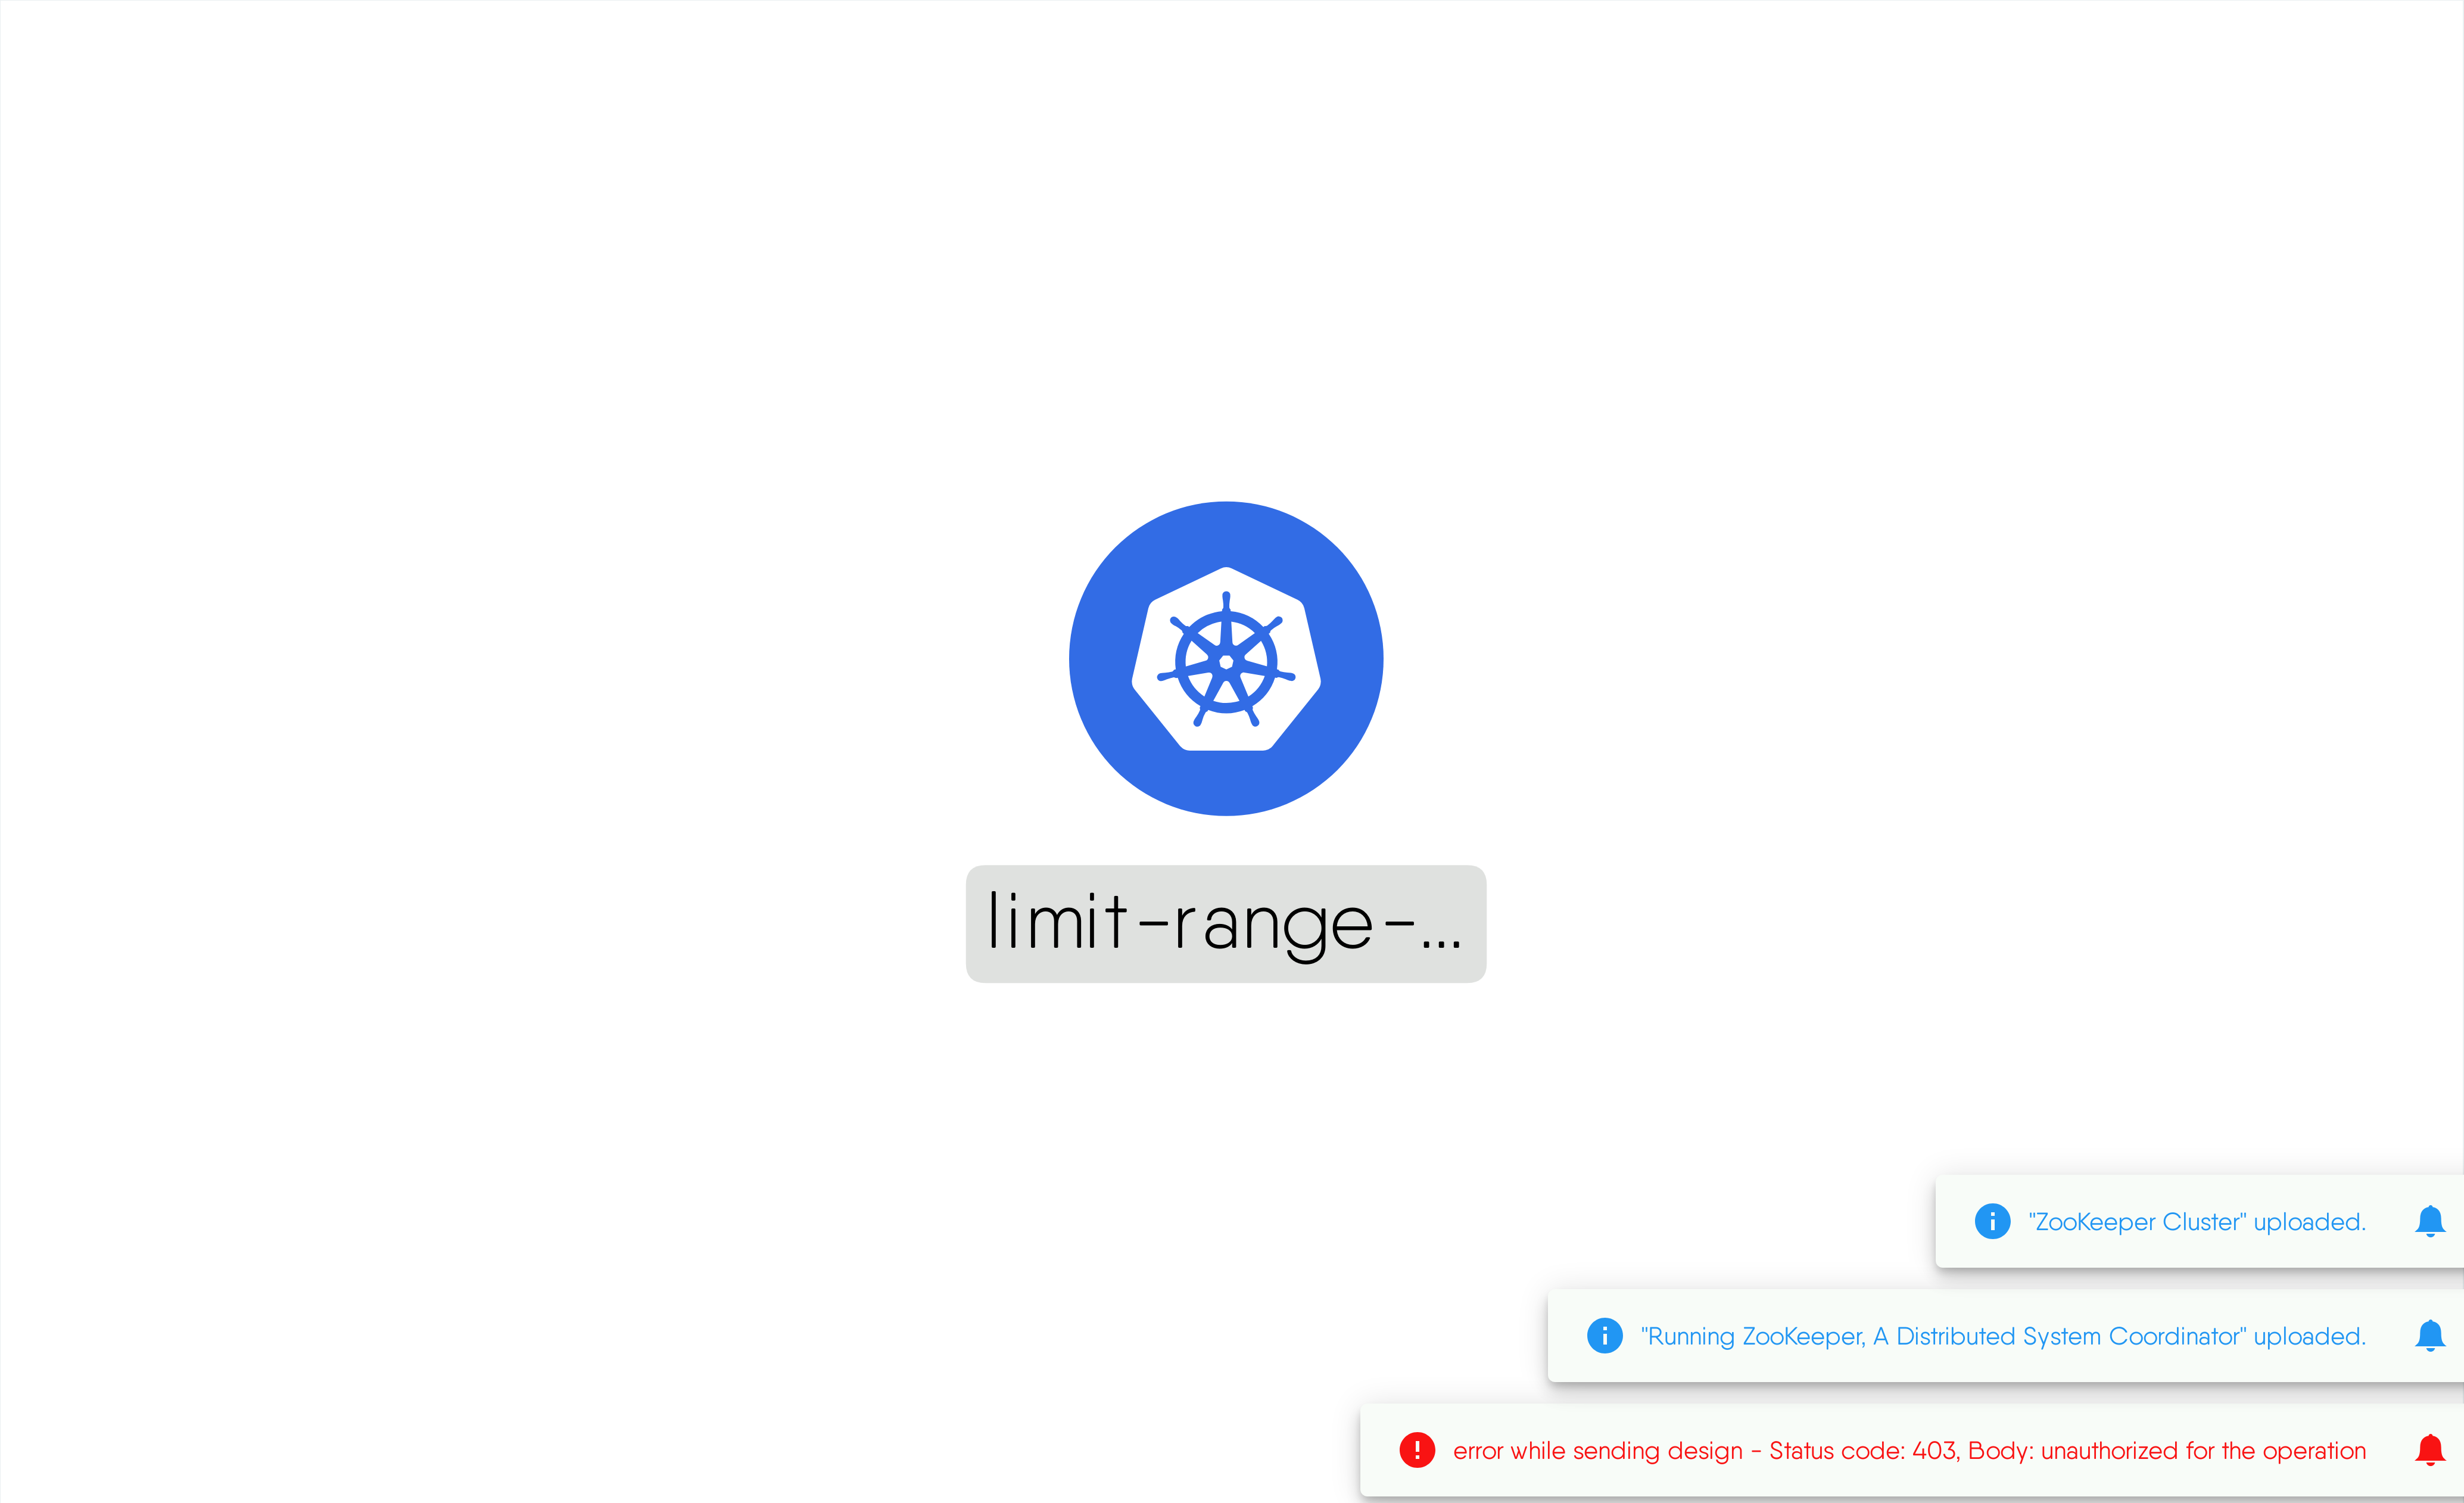 limit-range-...
"ZooKeeper Cluster" uploaded.
"Running ZooKeeper, A Distributed System Coordinator" uploaded.
error while sending design - Status code: 403, Body: unauthorized for the operation